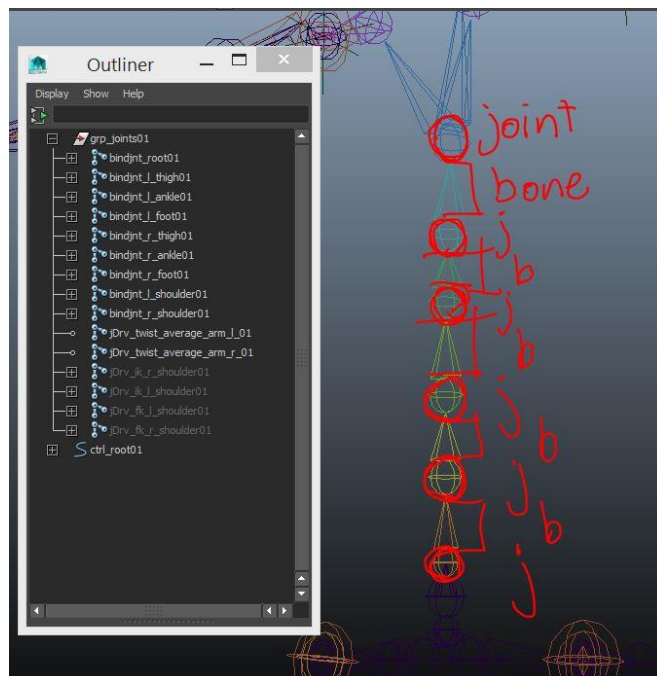 Outliner
Display Show Help
grp_joints01
bindjnt_root01
bindjnt_l_thigh01
bindjnt_l_ankle01
bindjnt_l_foot01
bindjnt_r_thigh01
bindjnt_r_ankle01
bindjnt_r_foot01
bindjnt_l_shoulder01
bindjnt_r_shoulder01
jDrv_twist_average_arm_l_01
jDrv_twist_average_arm_r_01
jDrv_ik_r_shoulder01
jDrv_ik_l_shoulder01
jDrv_fk_l_shoulder01
jDrv_fk_r_shoulder01
ctrl_root01
joint
bone
j
b
j
b
j
b
j
b
j